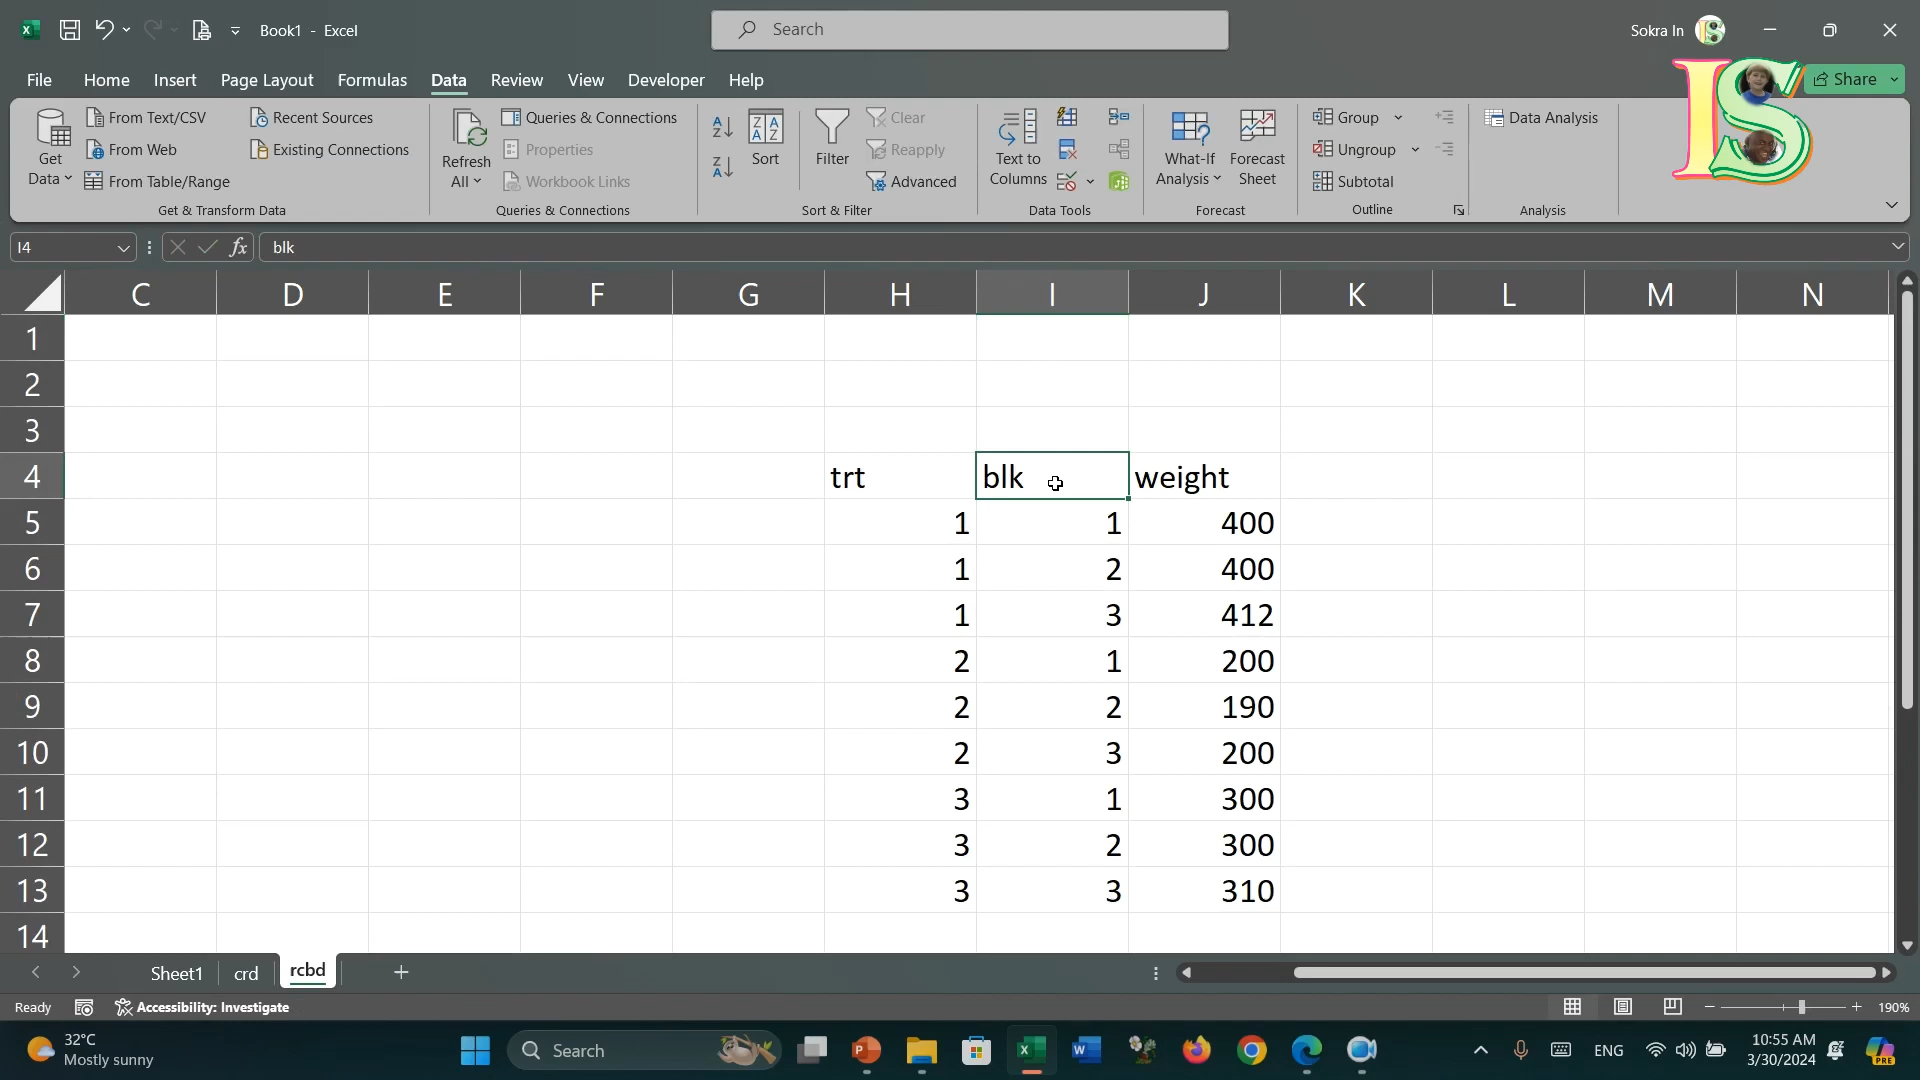 Book1 - Excel
Search
Sokra In
File Home Insert Page Layout Formulas Data Review View Developer Help
IS
Share
Get Data
From Text/CSV
From Web
From Table/Range
Recent Sources
Existing Connections
Get & Transform Data
Refresh All
Queries & Connections
Properties
Workbook Links
Queries & Connections
Sort
Filter
Clear
Reapply
Advanced
Sort & Filter
Text to Columns
Data Tools
What-If Analysis
Forecast Sheet
Forecast
Group
Ungroup
Subtotal
Outline
Data Analysis
Analysis
I4 fx blk
C D E F G H I J K L M N
1
2
3
4 trt blk weight
5 1 1 400
6 1 2 400
7 1 3 412
8 2 1 200
9 2 2 190
10 2 3 200
11 3 1 300
12 3 2 300
13 3 3 310
14
Sheet1 crd rcbd
Ready Accessibility: Investigate 190%
32°C
Mostly sunny
Search
ENG
10:55 AM
3/30/2024
PRE